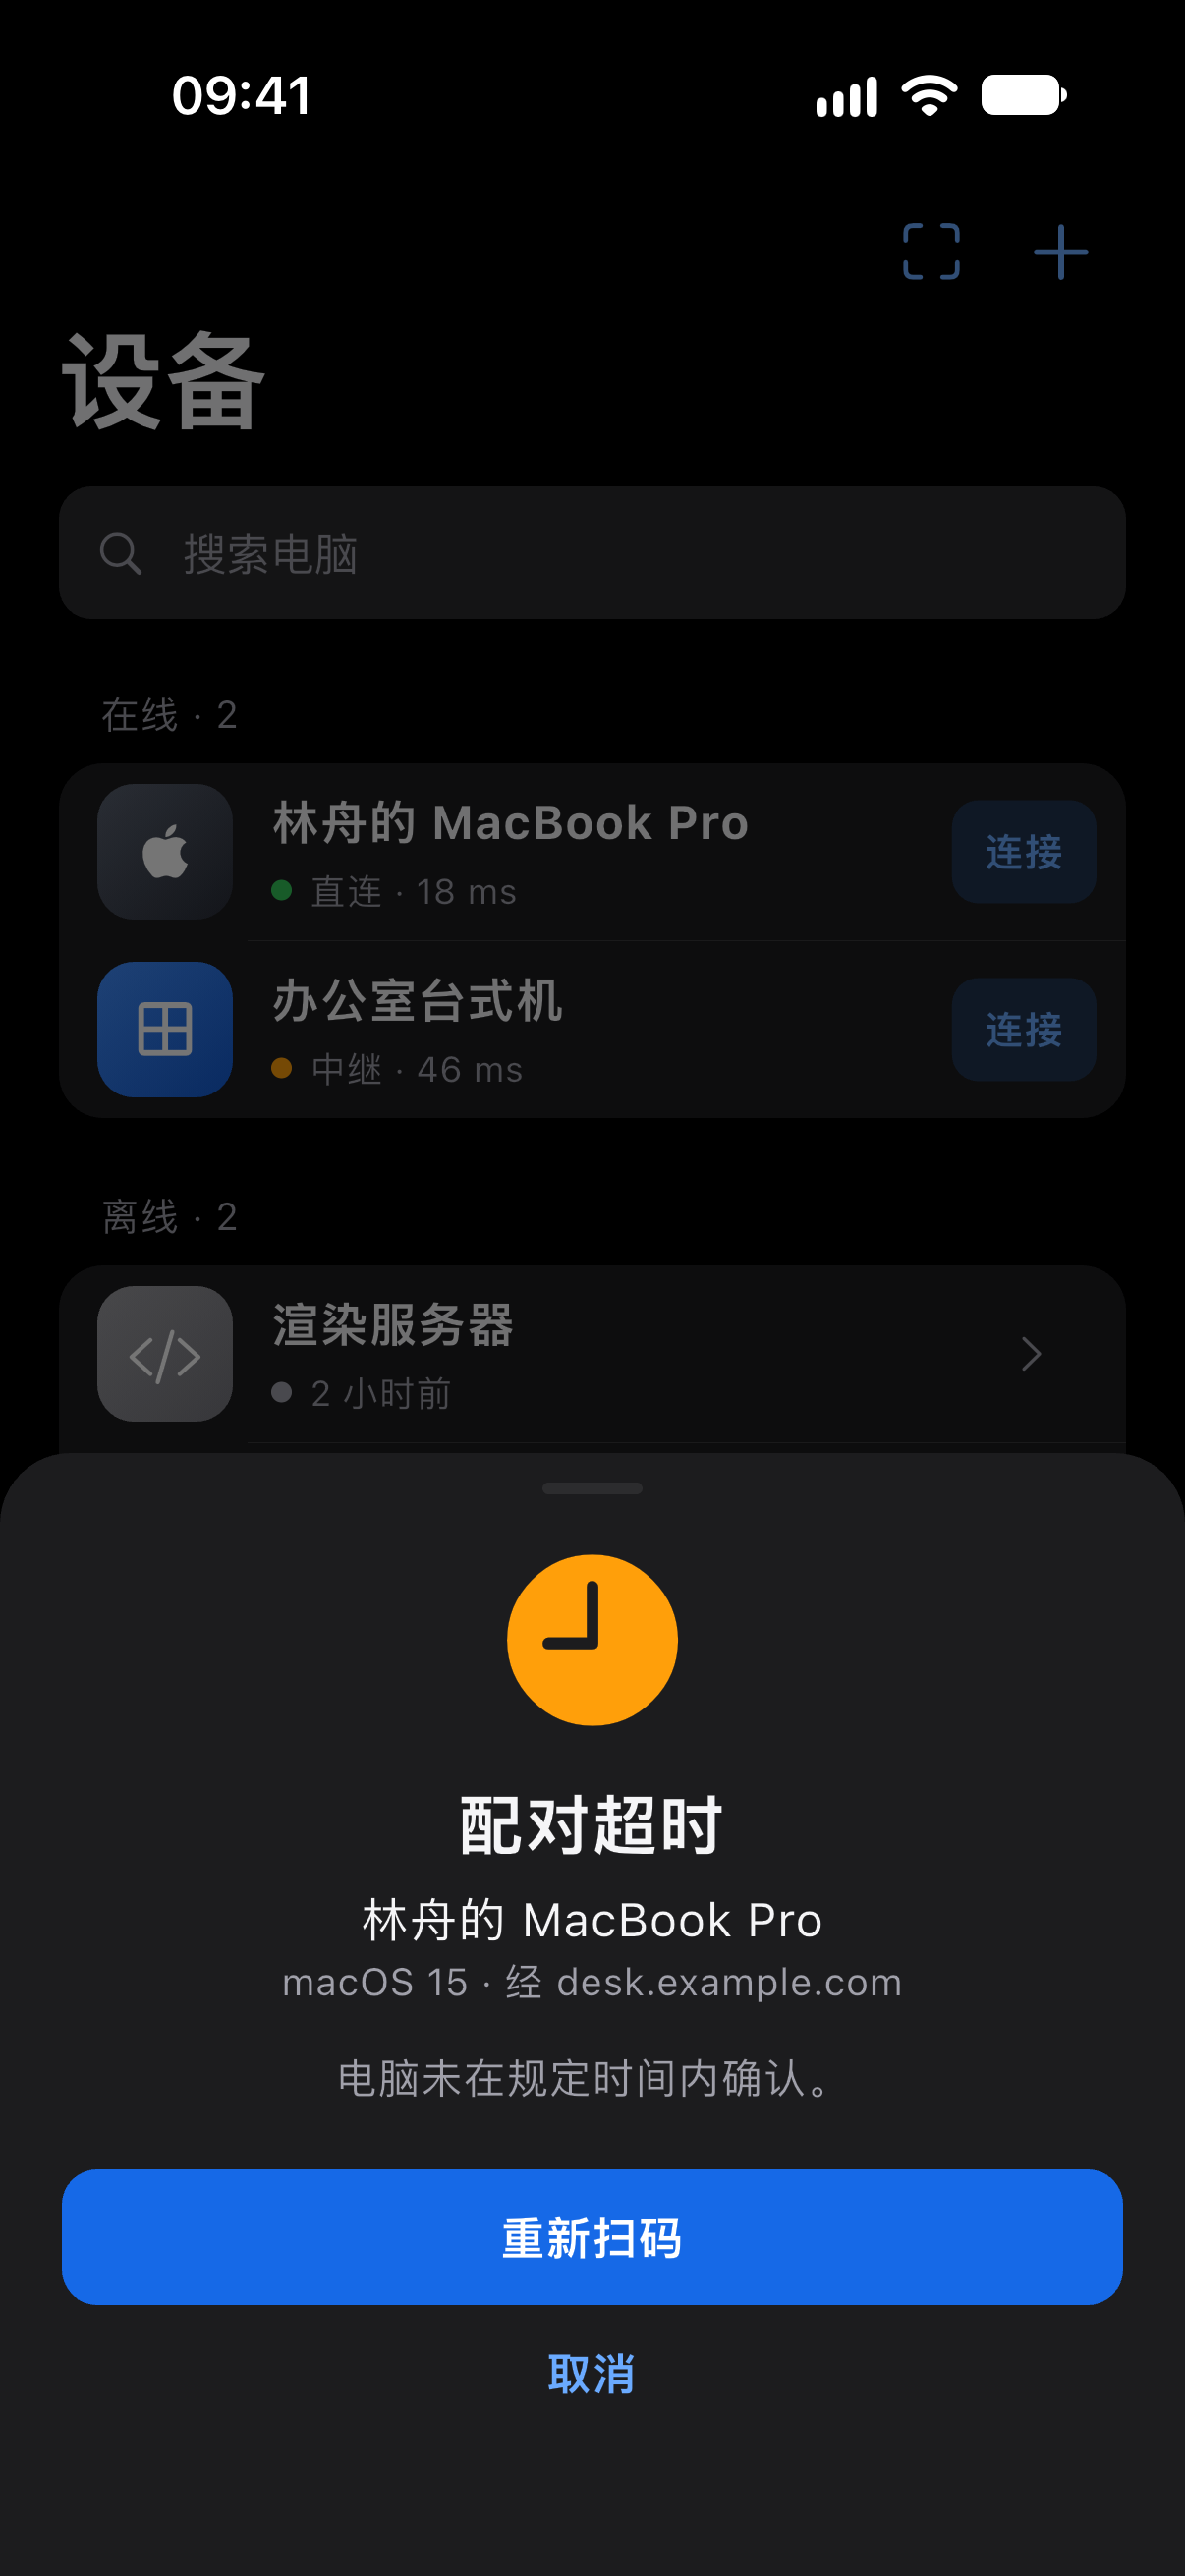 09:41
设备
搜索电脑
在线 · 2
林舟的 MacBook Pro
直连 · 18 ms
连接
办公室台式机
中继 · 46 ms
连接
离线 · 2
渲染服务器
2 小时前
配对超时
林舟的 MacBook Pro
macOS 15 · 经 desk.example.com
电脑未在规定时间内确认。
重新扫码
取消